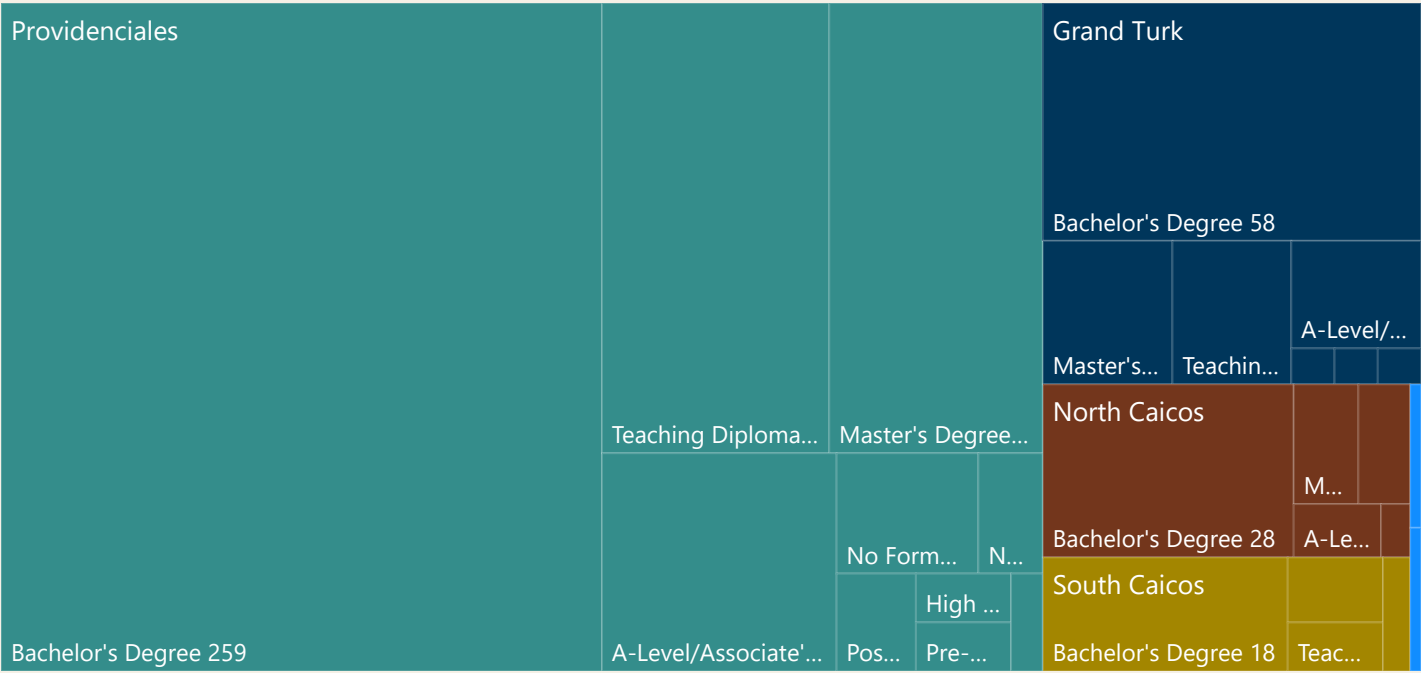 Providenciales
Bachelor's Degree 259
Teaching Diploma...
Master's Degree...
A-Level/Associate'...
No Form...
N...
Pos...
High ...
Pre-...
Grand Turk
Bachelor's Degree 58
Master's...
Teachin...
A-Level/...
North Caicos
Bachelor's Degree 28
M...
A-Le...
South Caicos
Bachelor's Degree 18
Teac...